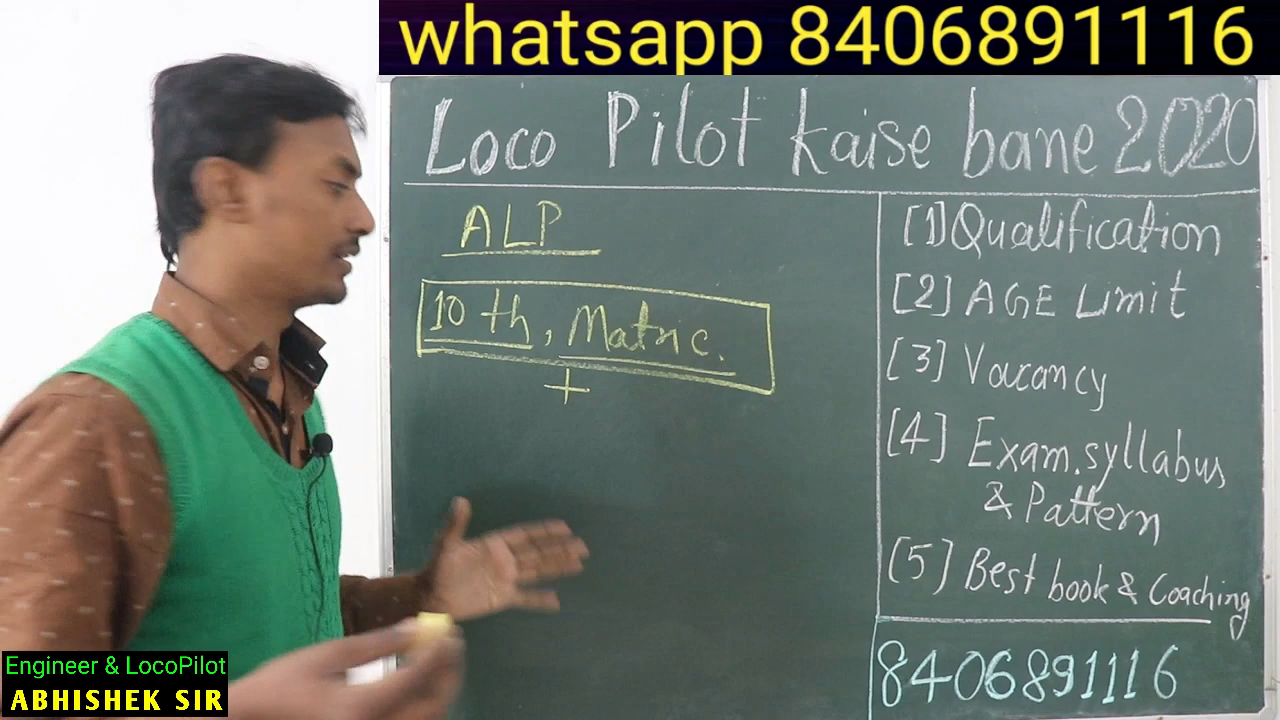 whatsapp 8406891116
Loco Pilot kaise bane 2020
ALP
10 th, Matric.
+
[1] Qualification
[2] AGE Limit
[3] Vacancy
[4] Exam.syllabus
& Pattern
[5] Best book & Coaching
8406891116
Engineer & LocoPilot
ABHISHEK SIR